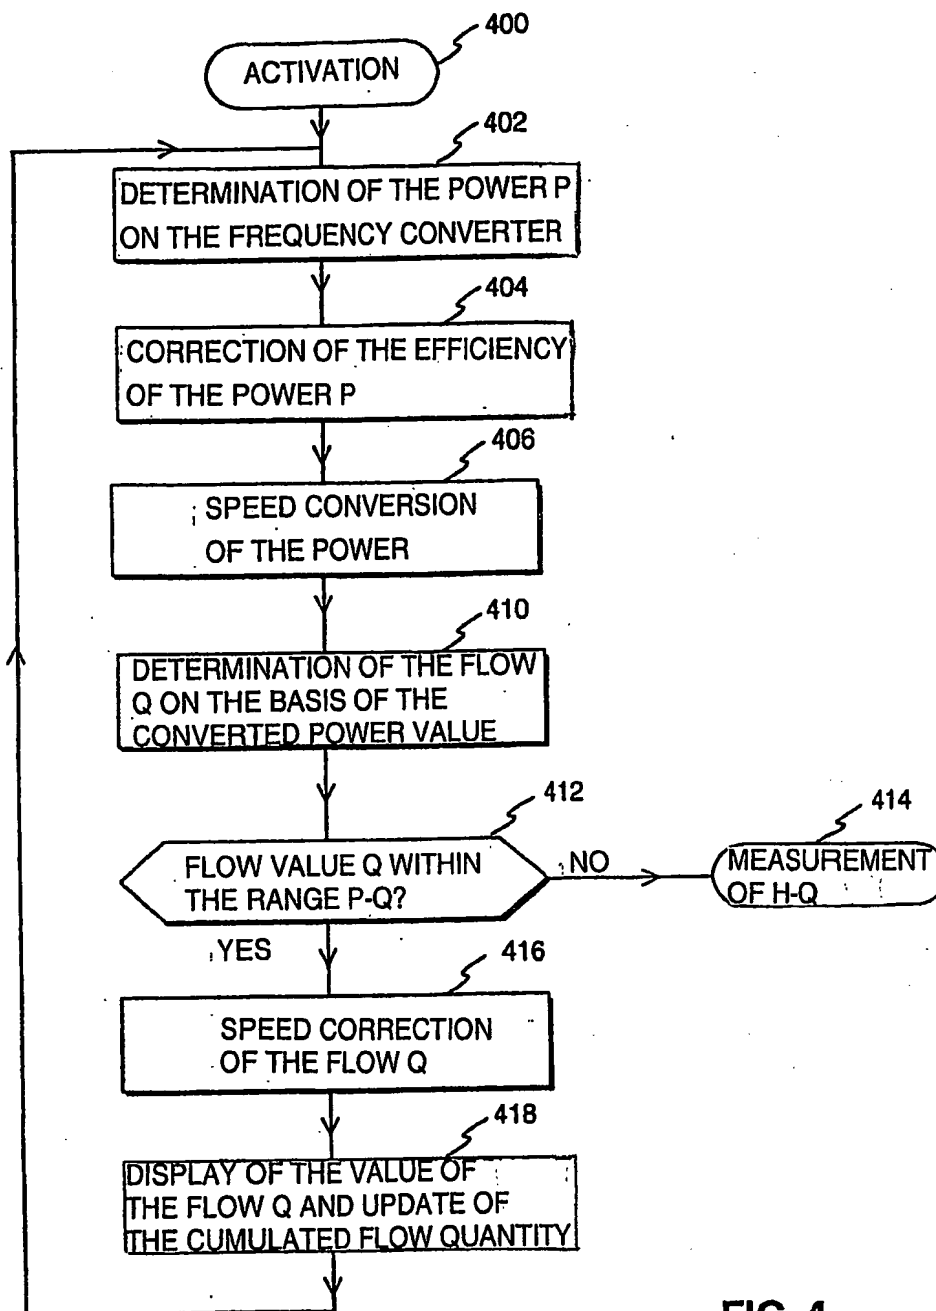 400
ACTIVATION
402
DETERMINATION OF THE POWER P
ON THE FREQUENCY CONVERTER
404
CORRECTION OF THE EFFICIENCY
OF THE POWER P
406
SPEED CONVERSION
OF THE POWER
410
DETERMINATION OF THE FLOW
Q ON THE BASIS OF THE
CONVERTED POWER VALUE
412
FLOW VALUE Q WITHIN
THE RANGE P-Q?
NO
414
MEASUREMENT
OF H-Q
YES
416
SPEED CORRECTION
OF THE FLOW Q
418
DISPLAY OF THE VALUE OF
THE FLOW Q AND UPDATE OF
THE CUMULATED FLOW QUANTITY
FIG. 4